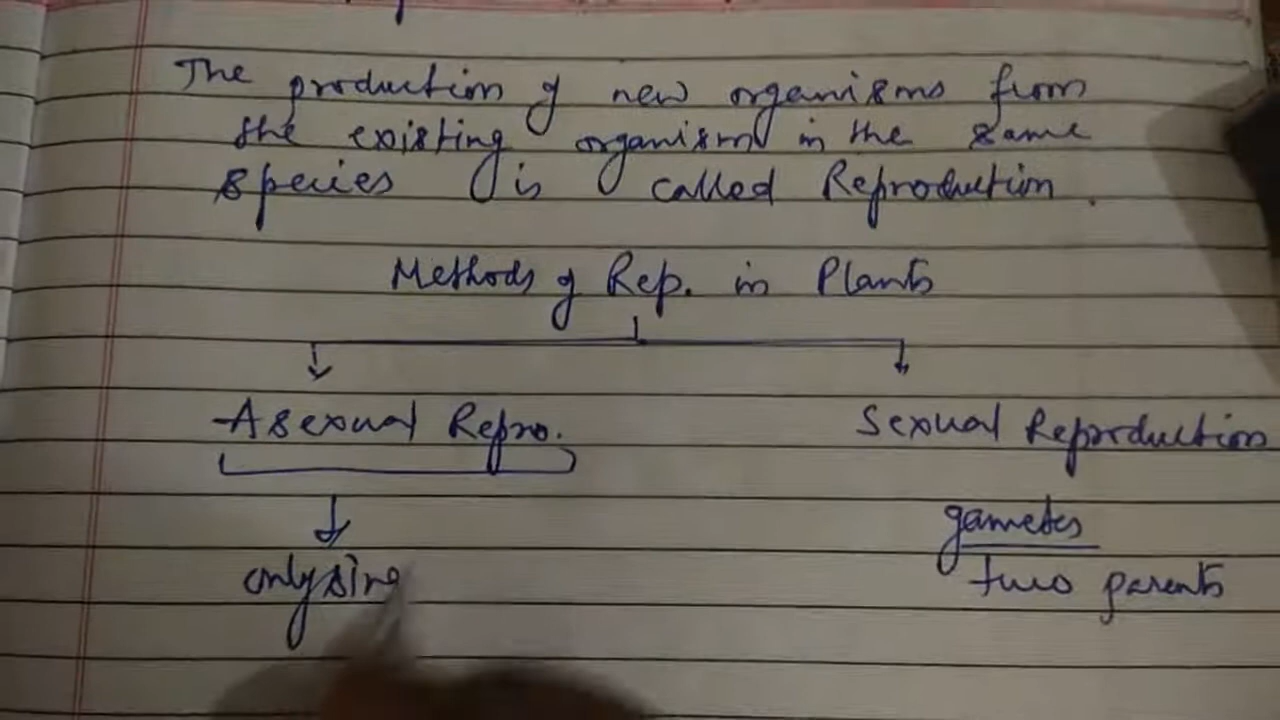 The production of new organisms from
the existing organism in the same
species is called Reproduction.
Methods of Rep. in Plants
Asexual Repro.
Sexual Reproduction
gametes
two parents
only sing